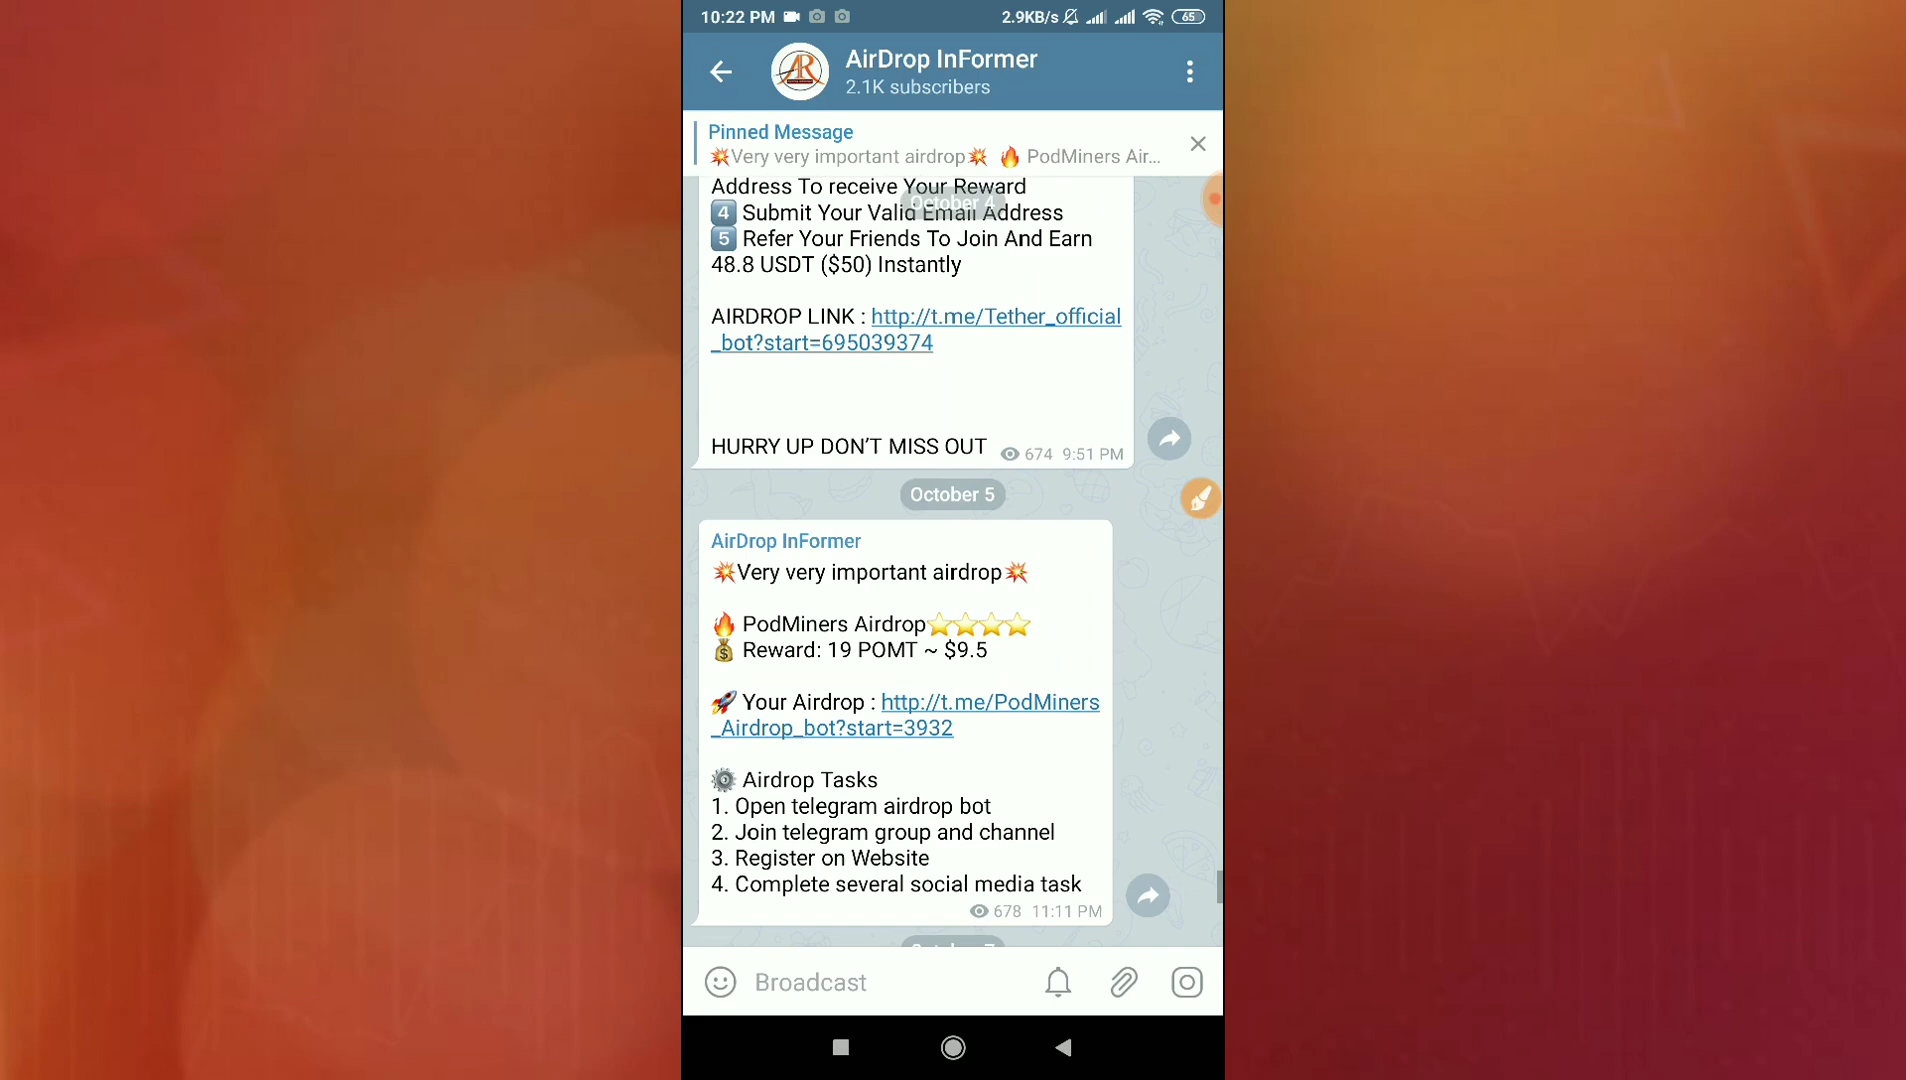 10:22 PM
2.9KB/s
65
AirDrop InFormer
2.1K subscribers
Pinned Message
💥Very very important airdrop💥 🔥 PodMiners Air...
Address To receive Your Reward
October 4
4️⃣ Submit Your Valid Email Address
5️⃣ Refer Your Friends To Join And Earn
48.8 USDT ($50) Instantly
AIRDROP LINK : http://t.me/Tether_official
_bot?start=695039374
HURRY UP DON’T MISS OUT
674 9:51 PM
October 5
AirDrop InFormer
💥Very very important airdrop💥
🔥 PodMiners Airdrop⭐⭐⭐⭐
💰 Reward: 19 POMT ~ $9.5
🚀 Your Airdrop : http://t.me/PodMiners
_Airdrop_bot?start=3932
⚙️ Airdrop Tasks
1. Open telegram airdrop bot
2. Join telegram group and channel
3. Register on Website
4. Complete several social media task
678 11:11 PM
Broadcast